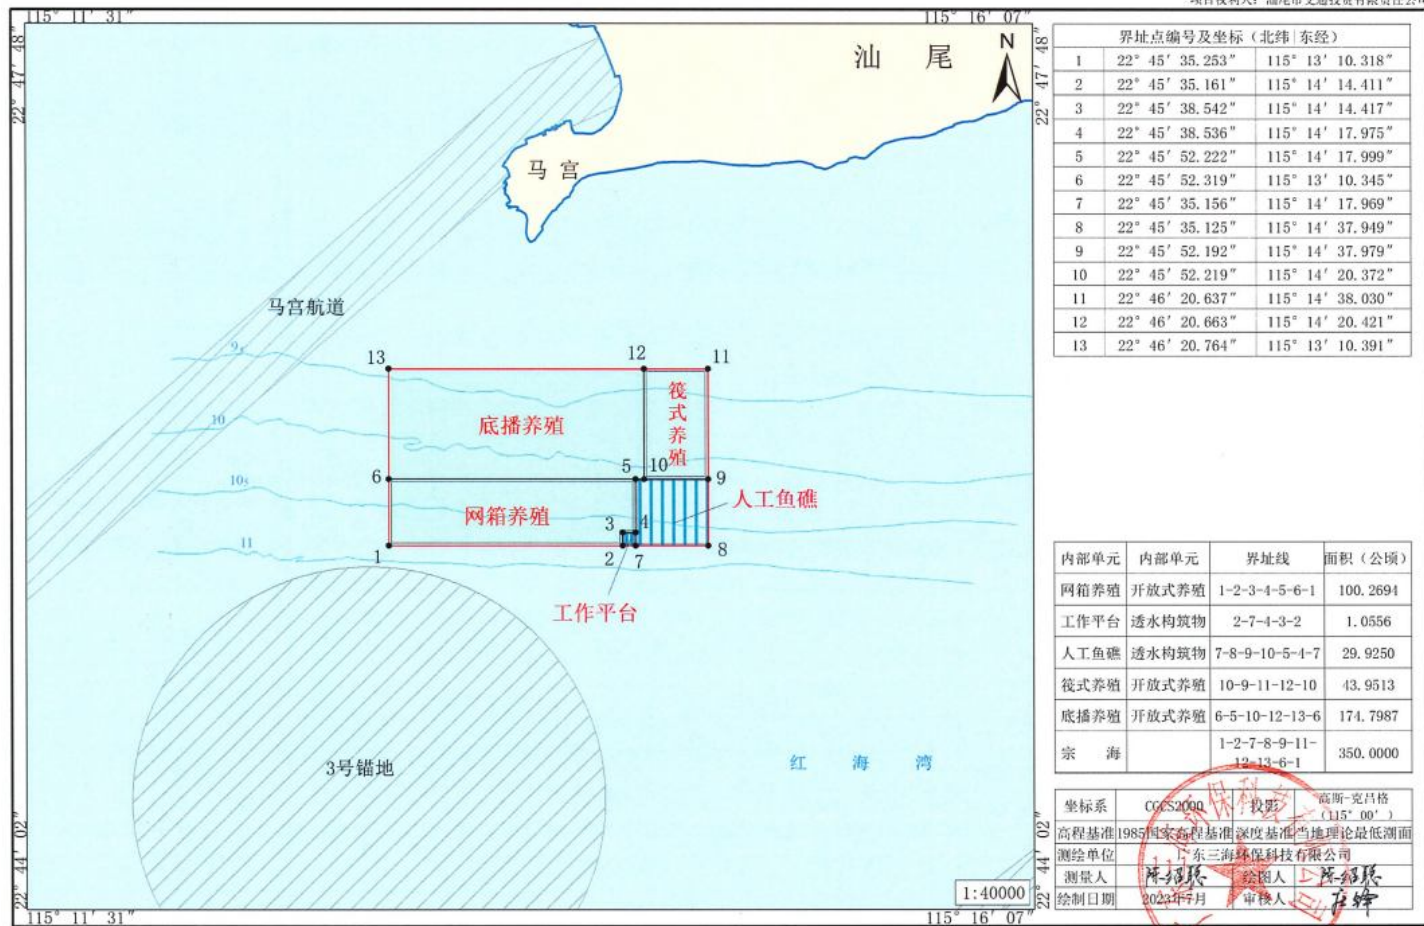 115° 11′ 31″
115° 16′ 07″
22° 47′ 48″
22° 47′ 48″
汕 尾
N
马 宫
马宫航道
9₅
10
10₅
11
13
12
11
6
5
10
9
3
4
1
2
7
8
底播养殖
筏式养殖
网箱养殖
人工鱼礁
工作平台
3号锚地
红 海 湾
1:40000
22° 44′ 02″
22° 44′ 02″
115° 11′ 31″
115° 16′ 07″
界址点编号及坐标（北纬|东经）
1 22° 45′ 35.253″ 115° 13′ 10.318″
2 22° 45′ 35.161″ 115° 14′ 14.411″
3 22° 45′ 38.542″ 115° 14′ 14.417″
4 22° 45′ 38.536″ 115° 14′ 17.975″
5 22° 45′ 52.222″ 115° 14′ 17.999″
6 22° 45′ 52.319″ 115° 13′ 10.345″
7 22° 45′ 35.156″ 115° 14′ 17.969″
8 22° 45′ 35.125″ 115° 14′ 37.949″
9 22° 45′ 52.192″ 115° 14′ 37.979″
10 22° 45′ 52.219″ 115° 14′ 20.372″
11 22° 46′ 20.637″ 115° 14′ 38.030″
12 22° 46′ 20.663″ 115° 14′ 20.421″
13 22° 46′ 20.764″ 115° 13′ 10.391″
内部单元 内部单元 界址线 面积（公顷）
网箱养殖 开放式养殖 1-2-3-4-5-6-1 100.2694
工作平台 透水构筑物 2-7-4-3-2 1.0556
人工鱼礁 透水构筑物 7-8-9-10-5-4-7 29.9250
筏式养殖 开放式养殖 10-9-11-12-10 43.9513
底播养殖 开放式养殖 6-5-10-12-13-6 174.7987
宗 海 1-2-7-8-9-11-
12-13-6-1 350.0000
坐标系 CGCS2000 投影 高斯-克吕格
（115° 00′ ）
高程基准 1985国家高程基准 深度基准 当地理论最低潮面
测绘单位 广东三海环保科技有限公司
测量人 绘图人
绘制日期 2023年7月 审核人